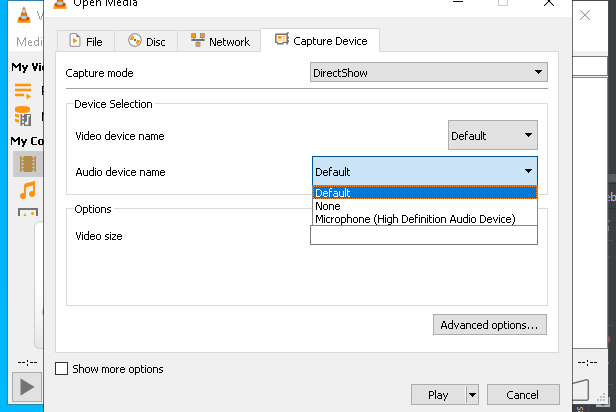 Open Media
Medi
File
Disc
Network
Capture Device
My Vi
Capture mode
DirectShow
Device Selection
Video device name
Default
My Co
Audio device name
Default
Default
None
Microphone (High Definition Audio Device)
Options
Video size
Advanced options...
--:--
--:--
Show more options
Play
Cancel